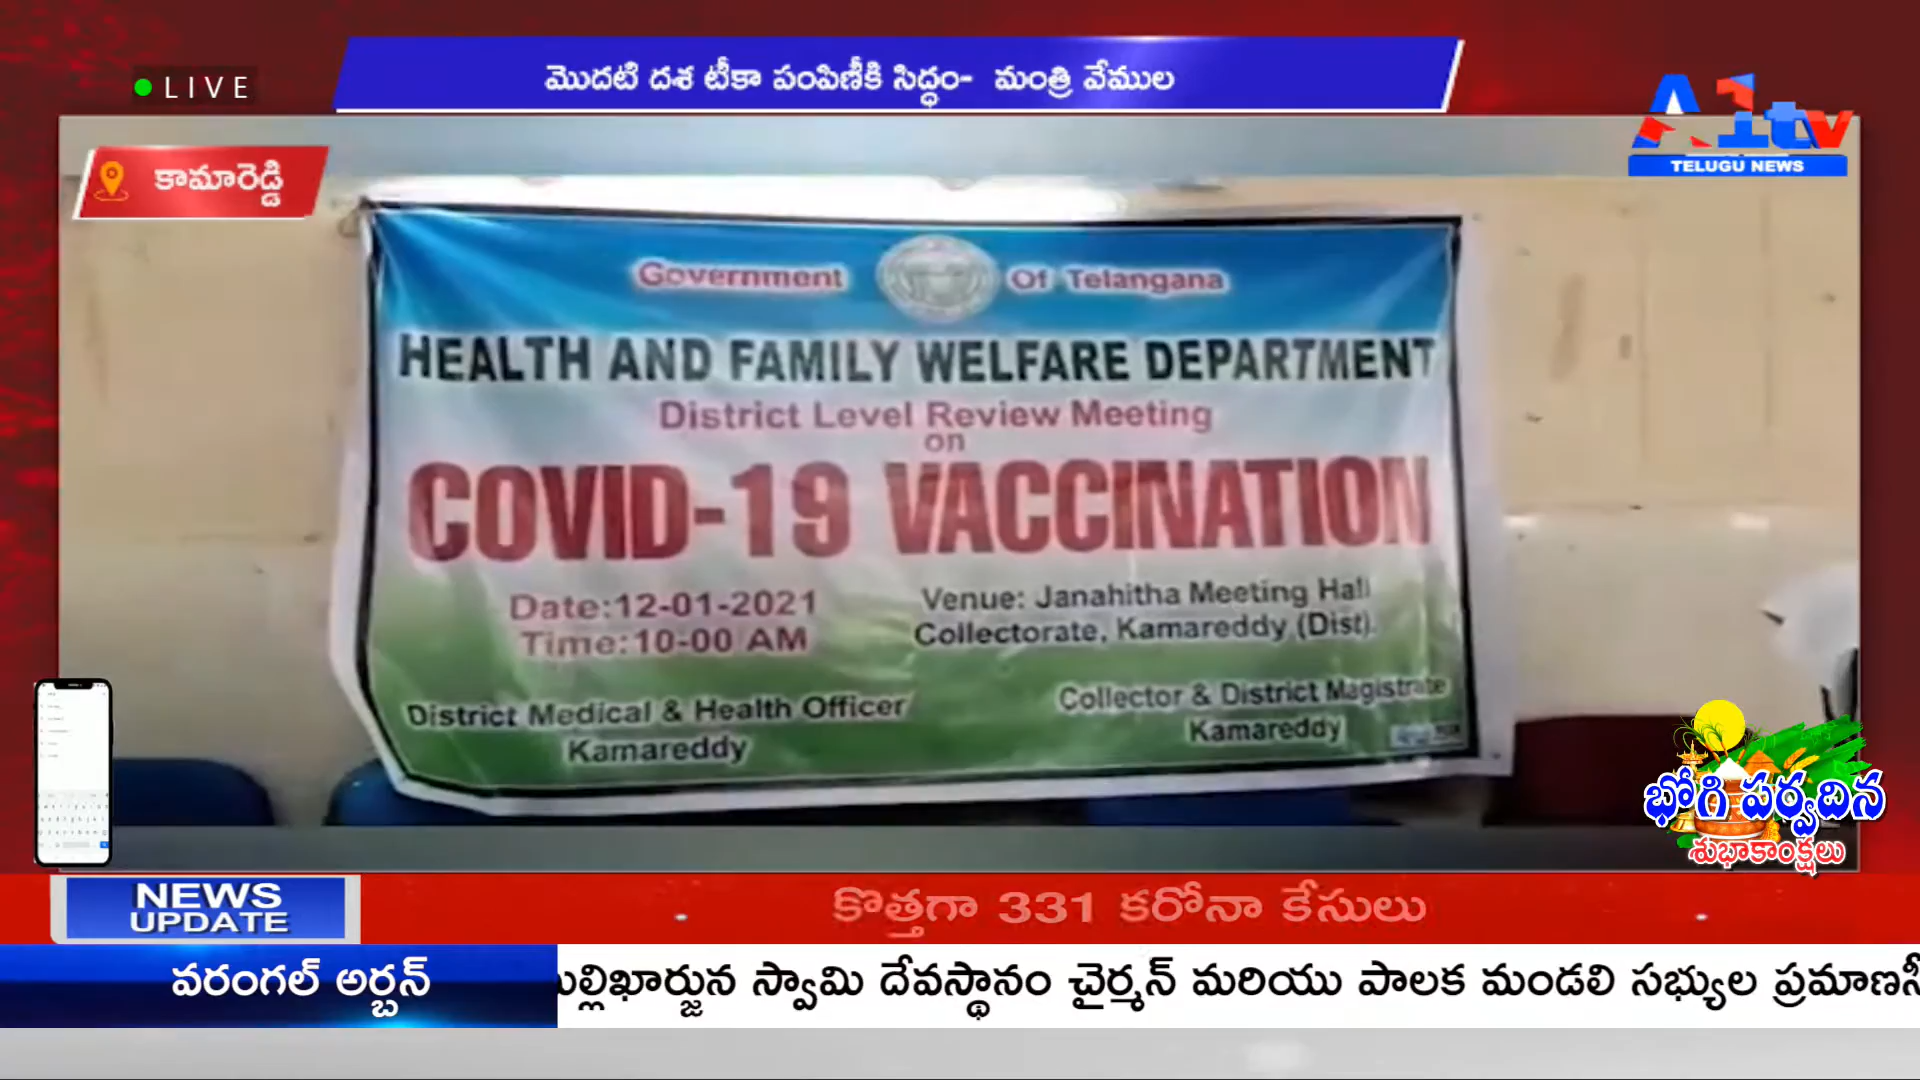 LIVE
మొదటి దశ టీకా పంపిణీకి సిద్ధం- మంత్రి వేముల
A1tv
TELUGU NEWS
కామారెడ్డి
Government Of Telangana
HEALTH AND FAMILY WELFARE DEPARTMENT
District Level Review Meeting
on
COVID-19 VACCINATION
Date:12-01-2021
Time:10-00 AM
Venue: Janahitha Meeting Hall
Collectorate, Kamareddy (Dist).
District Medical & Health Officer
Kamareddy
Collector & District Magistrate
Kamareddy
భోగి పర్వదిన
శుభాకాంక్షలు
NEWS
UPDATE
కొత్తగా 331 కరోనా కేసులు
వరంగల్ అర్బన్
స్వామి దేవస్థానం చైర్మన్ మరియు పాలక మండలి సభ్యుల